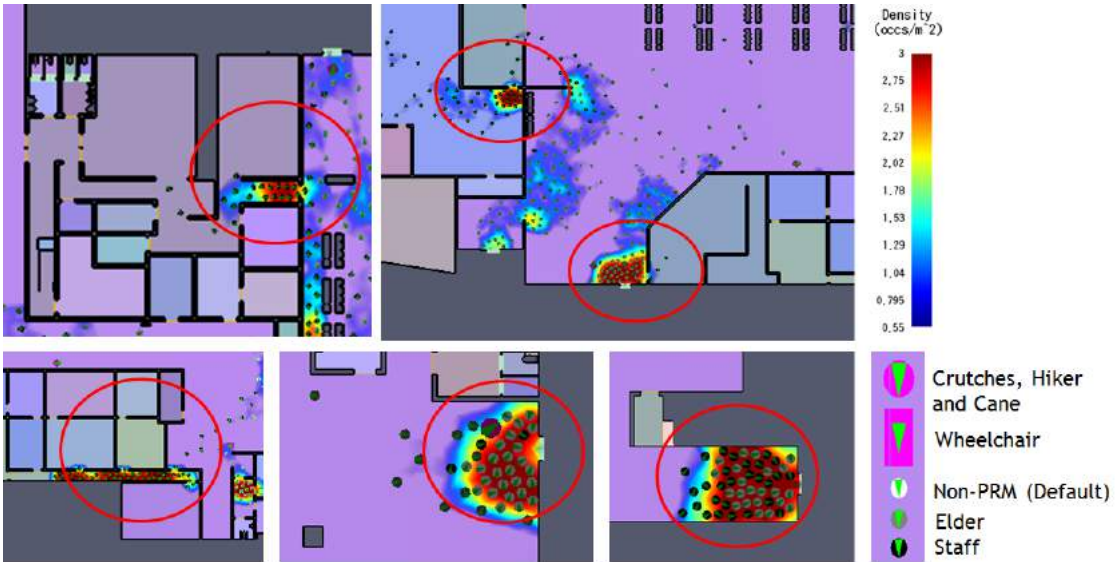 Density
(occs/m^2)
3
2,75
2,51
2,27
2,02
1,78
1,53
1,29
1,04
0,795
0,55
Crutches, Hiker
and Cane
Wheelchair
Non-PRM (Default)
Elder
Staff